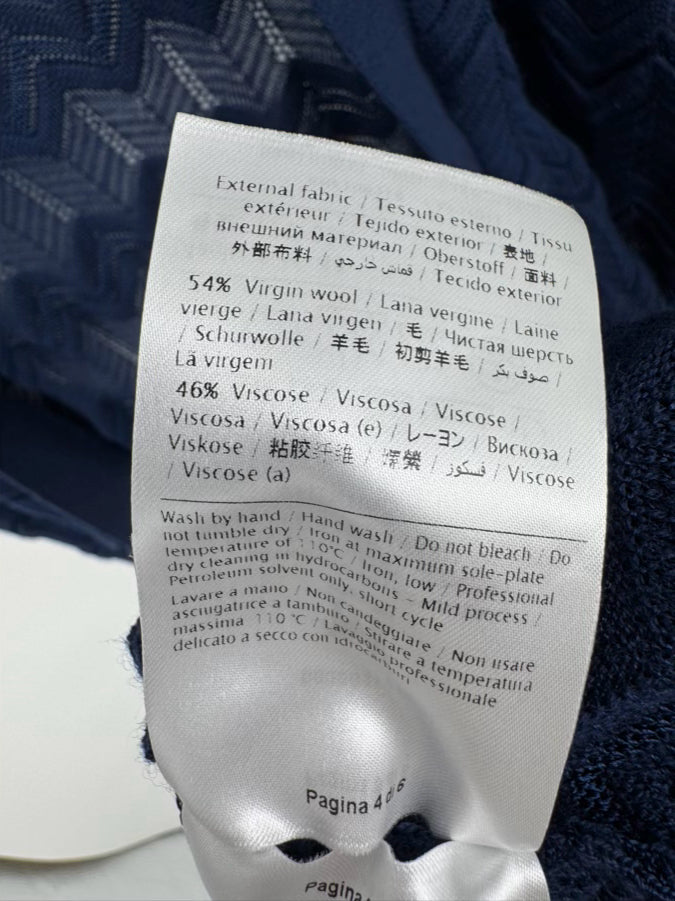 External fabric / Tessuto esterno / Tissu
extérieur / Tejido exterior / 表地 /
внешний материал / Oberstoff / 面料 /
外部布料 / قماش خارجي / Tecido exterior
54% Virgin wool / Lana vergine / Laine
vierge / Lana virgen / 毛 / Чистая шерсть
/ Schurwolle / 羊毛 / 初剪羊毛 / صوف بكر /
Lã virgem
46% Viscose / Viscosa / Viscose /
Viscosa / Viscosa (e) / レーヨン / Вискоза /
Viskose / 粘胶纤维 / / فسكوز / Viscose
/ Viscose (a)
Wash by hand / Hand wash / Do not bleach / Do
not tumble dry / Iron at maximum sole-plate
temperature of 110°C / Iron, low / Professional
dry cleaning in hydrocarbons - Mild process /
Petroleum solvent only, short cycle
Lavare a mano / Non candeggiare / Non usare
asciugatrice a tamburo / Stirare a temperatura
massima 110 °C / Lavaggio professionale
delicato a secco con idrocarburi
Pagina 4 di 6
Pagina